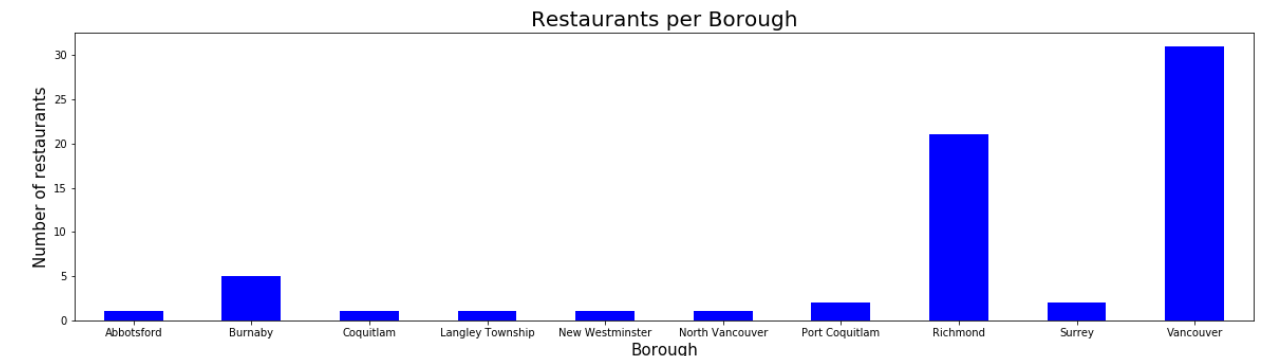 Restaurants per Borough
Number of restaurants
30
25
20
15
10
5
0
Abbotsford Burnaby Coquitlam Langley Township New Westminster North Vancouver Port Coquitlam Richmond Surrey Vancouver
Borough